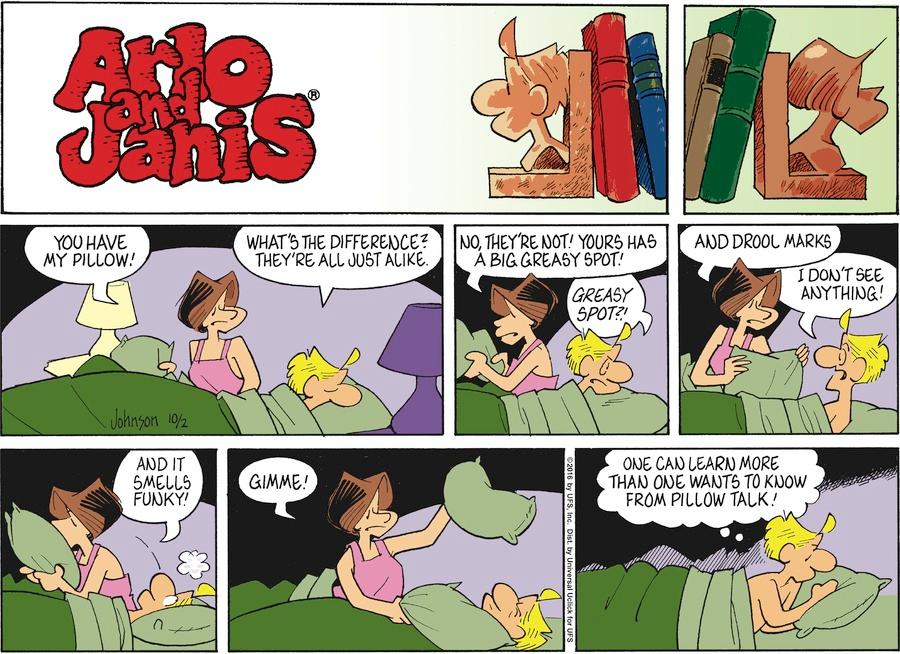 Arlo
and
Janis®
YOU HAVE
MY PILLOW!
WHAT'S THE DIFFERENCE?
THEY'RE ALL JUST ALIKE.
Johnson 10/2
NO, THEY'RE NOT! YOURS HAS
A BIG GREASY SPOT!
GREASY
SPOT?!
AND DROOL MARKS
I DON'T SEE
ANYTHING!
AND IT
SMELLS
FUNKY!
GIMME!
©2016 by UFS, Inc. Dist. by Universal Uclick for UFS
ONE CAN LEARN MORE
THAN ONE WANTS TO KNOW
FROM PILLOW TALK!